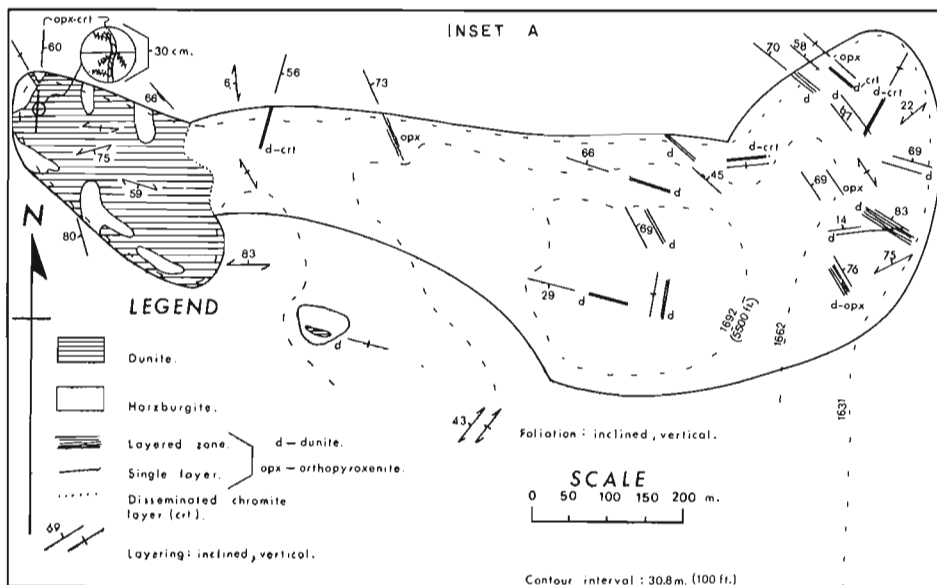 INSET A
opx-crt
60
30 cm.
66
6
56
73
d-crt
opx
75
59
80
83
66
d
d-crt
45
d
69
d
29
d
d
70
58
opx
d
crt
d-crt
d
67
22
69
d
69
opx
83
14
d
75
76
d-opx
1692
(5500 ft.)
1662
1631
N
LEGEND
Dunite.
Harzburgite.
Layered zone.
Single layer.
d – dunite.
opx – orthopyroxenite.
Disseminated chromite
layer (crt).
69
Layering: inclined, vertical.
d
43
Foliation: inclined, vertical.
SCALE
0 50 100 150 200 m.
Contour interval : 30.8 m. (100 ft.)